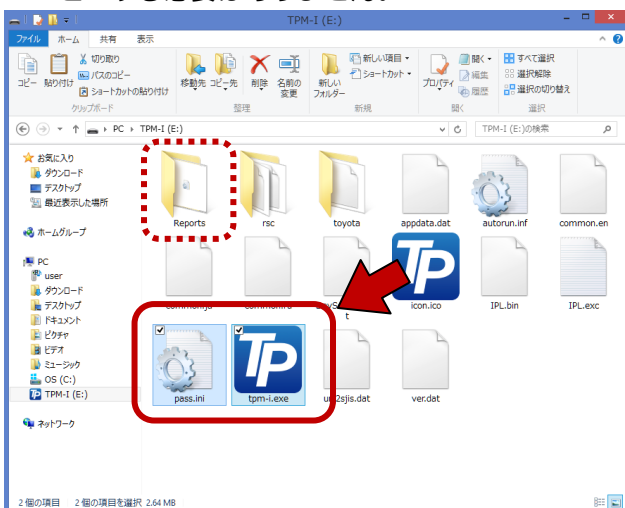 TPM-I (E:)
ファイル ホーム 共有 表示
コピー 貼り付け 切り取り パスのコピー ショートカットの貼り付け
移動先 コピー先 削除 名前の変更
新しいフォルダー 新しい項目 ショートカット
プロパティ 開く 編集 履歴
すべて選択 選択解除 選択の切り替え
クリップボード 整理 新規 開く 選択
PC TPM-I (E:) TPM-I (E:)の検索
お気に入り
ダウンロード
デスクトップ
最近表示した場所
ホームグループ
PC
user
ダウンロード
デスクトップ
ドキュメント
ピクチャ
ビデオ
ミュージック
OS (C:)
TPM-I (E:)
ネットワーク
Reports rsc toyota appdata.dat autorun.inf common.en
TP
icon.ico IPL.bin IPL.exc
TP
pass.ini tpm-i.exe 2sjis.dat ver.dat
2 個の項目 2 個の項目を選択 2.64 MB